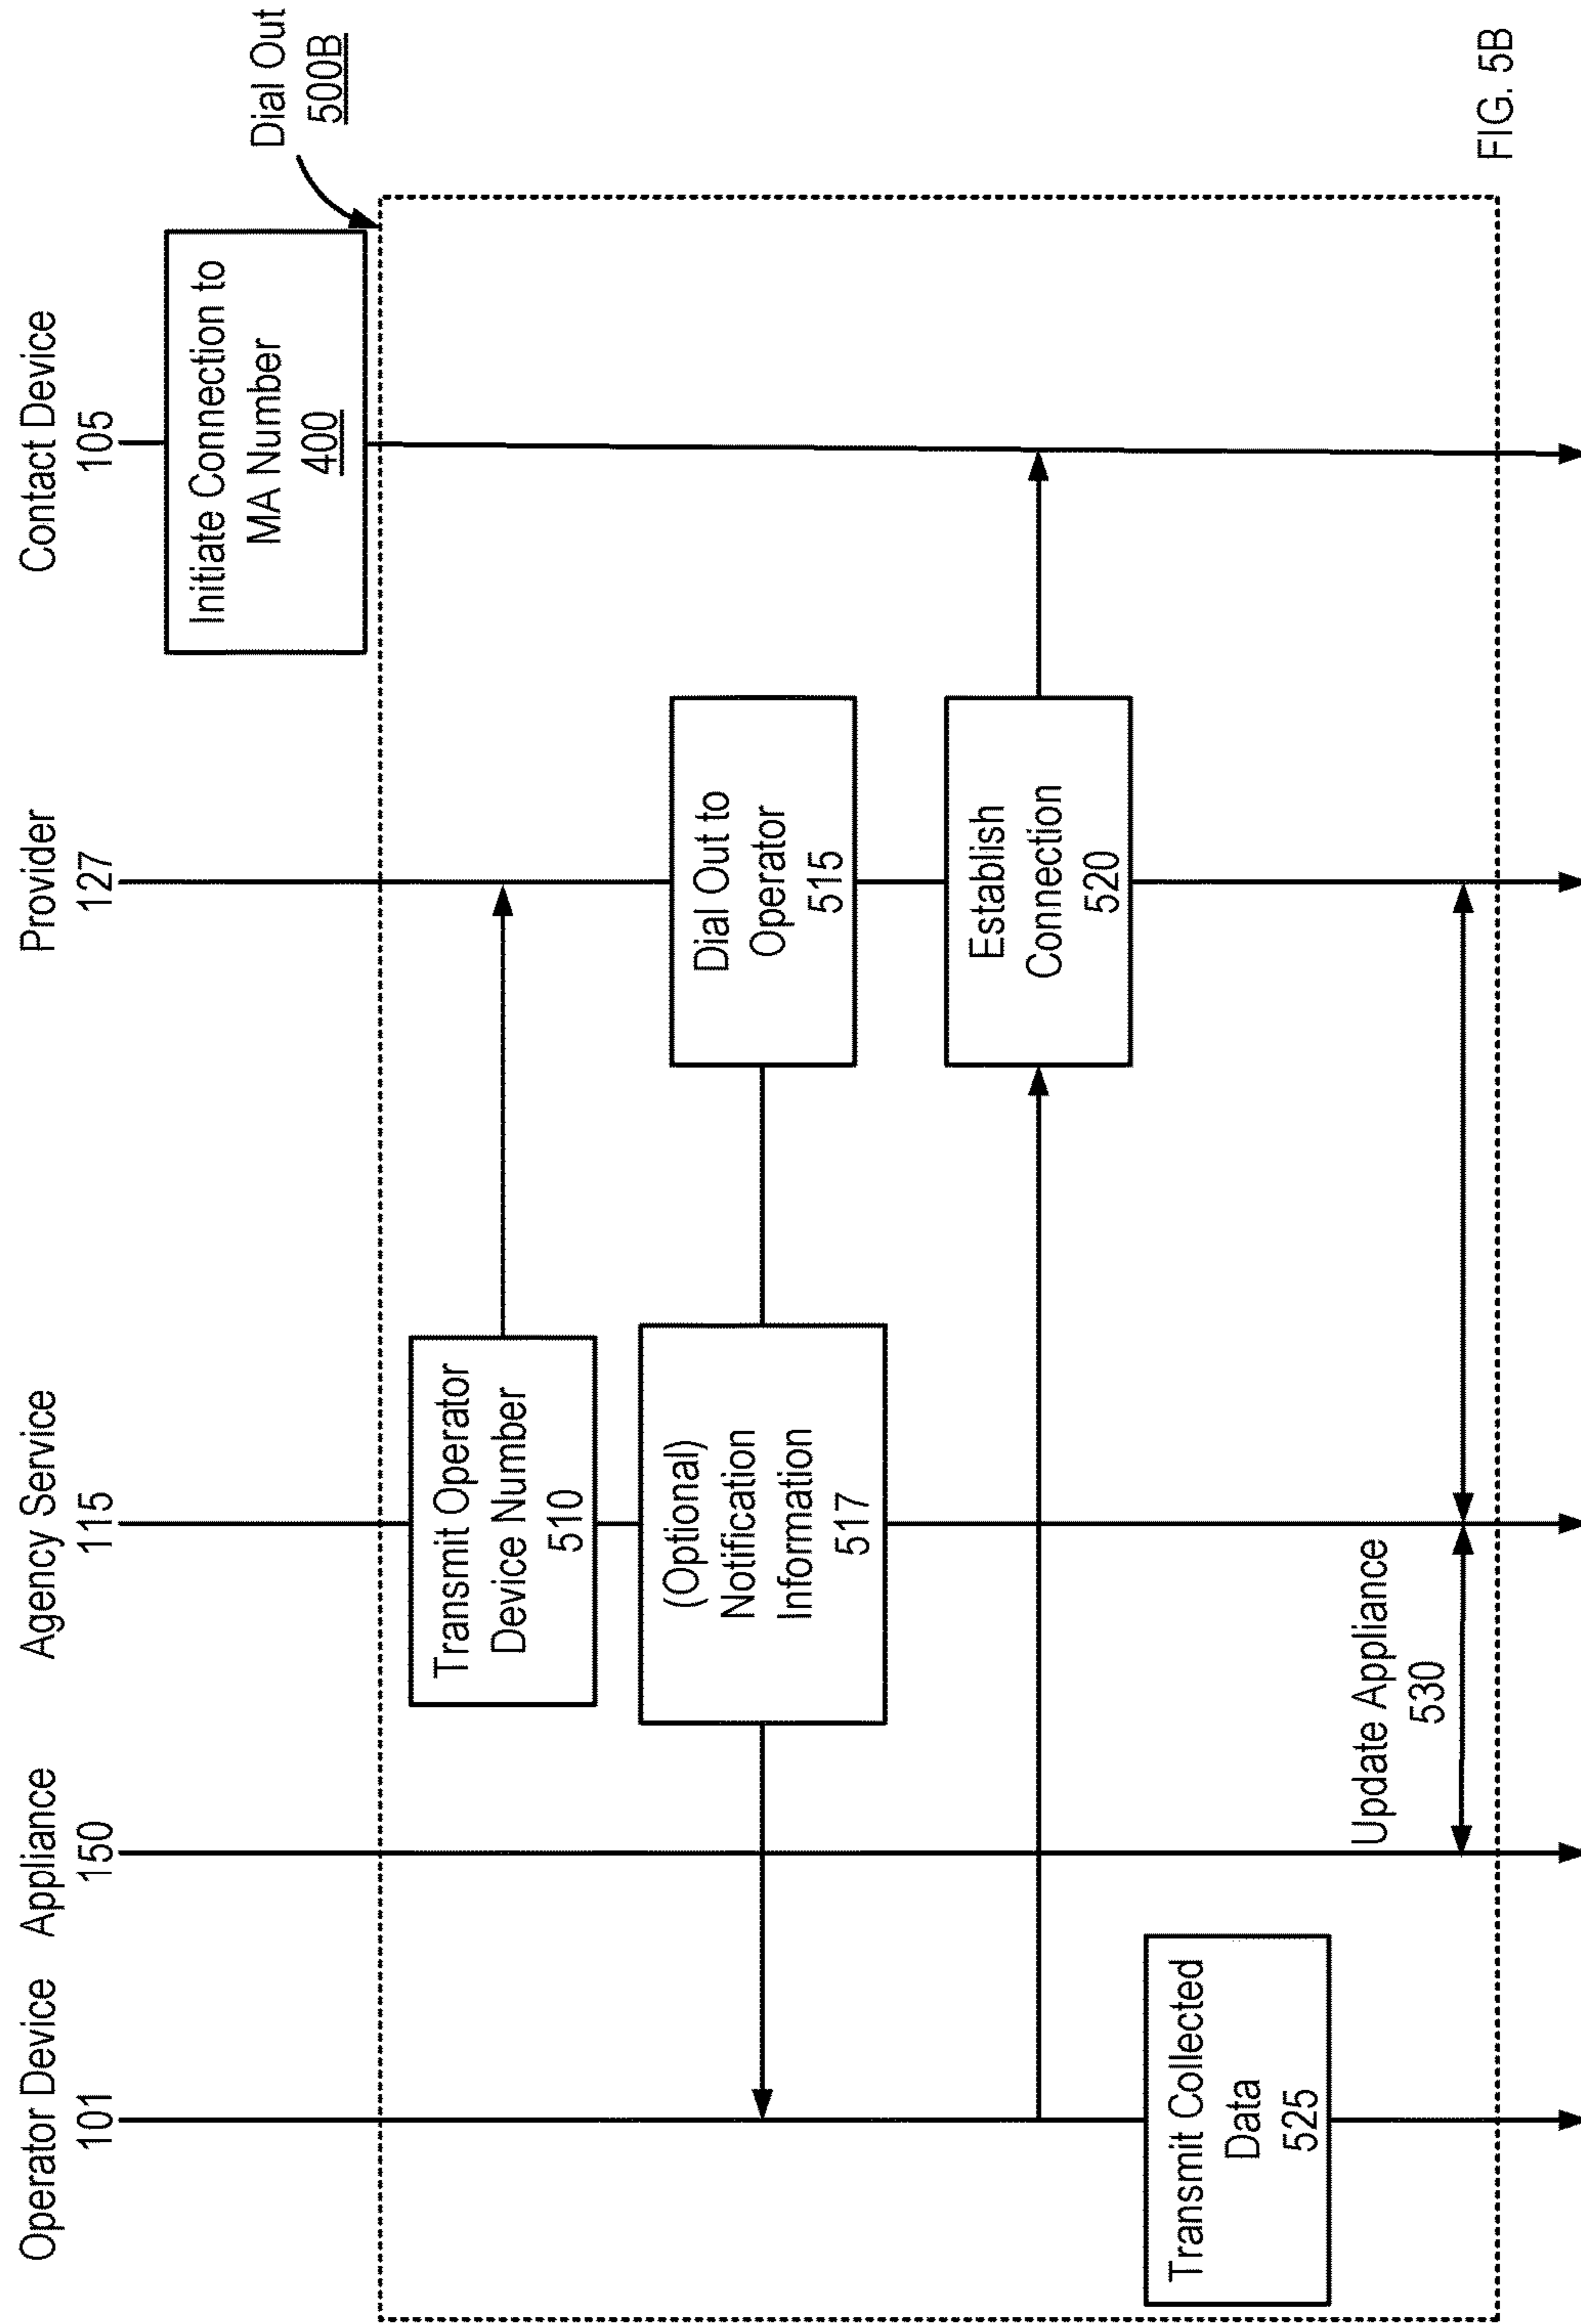 Operator Device
101
Appliance
150
Agency Service
115
Provider
127
Contact Device
105
Initiate Connection to
MA Number
400
Dial Out
500B
Transmit Operator
Device Number
510
Dial Out to
Operator
515
(Optional)
Notification
Information
517
Establish
Connection
520
Transmit Collected
Data
525
Update Appliance
530
FIG. 5B